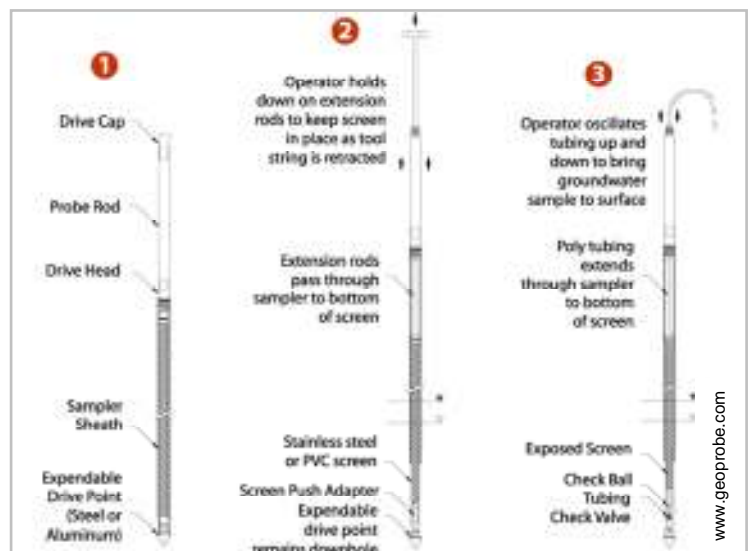 1
Drive Cap
Probe Rod
Drive Head
Sampler
Sheath
Expendable
Drive Point
(Steel or
Aluminum)
2
Operator holds
down on extension
rods to keep screen
in place as tool
string is retracted
Extension rods
pass through
sampler to bottom
of screen
Stainless steel
or PVC screen
Screen Push Adapter
Expendable
drive point
remains downhole
3
Operator oscillates
tubing up and
down to bring
groundwater
sample to surface
Poly tubing
extends
through sampler
to bottom
of screen
Exposed Screen
Check Ball
Tubing
Check Valve
www.geoprobe.com